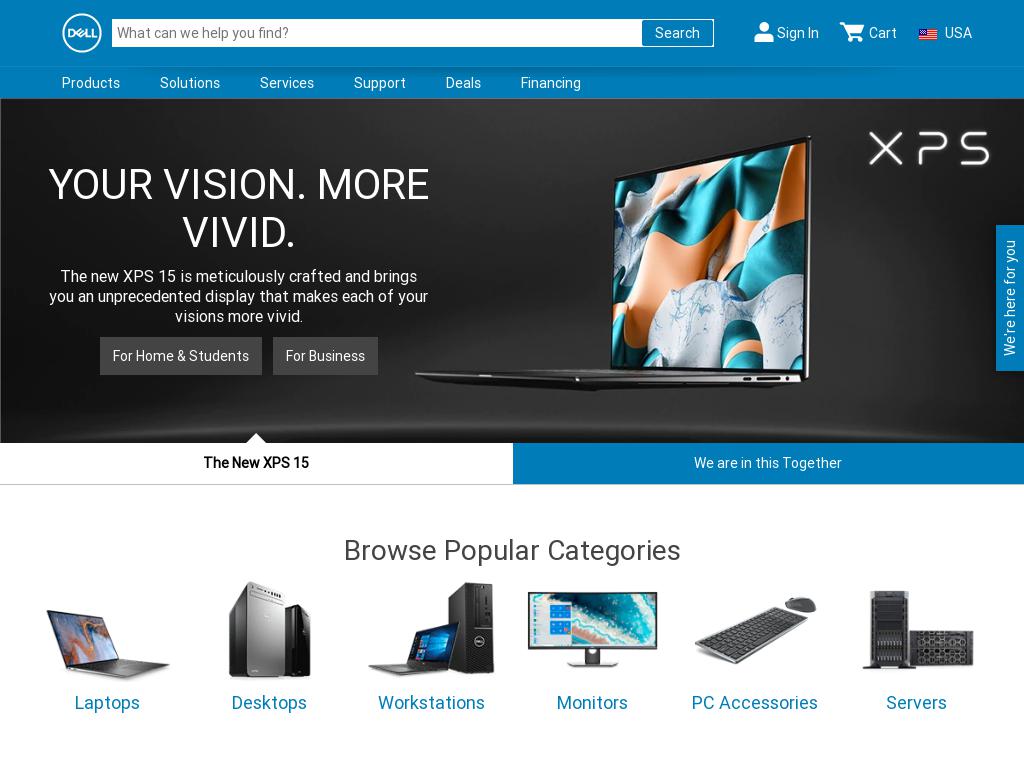 DELL
What can we help you find?
Search
Sign In
Cart
USA
Products
Solutions
Services
Support
Deals
Financing
XPS
YOUR VISION. MORE
VIVID.
The new XPS 15 is meticulously crafted and brings
you an unprecedented display that makes each of your
visions more vivid.
For Home & Students
For Business
We're here for you
The New XPS 15
We are in this Together
Browse Popular Categories
Laptops
Desktops
Workstations
Monitors
PC Accessories
Servers